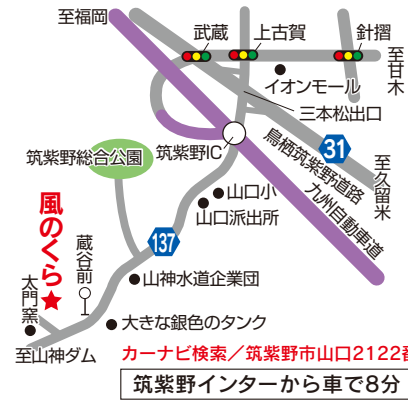 至福岡
武蔵
上古賀
針摺
至甘木
イオンモール
三本松出口
筑紫野IC
31
鳥栖筑紫野道路
至久留米
九州自動車道
筑紫野総合公園
山口小
山口派出所
137
風のくら
蔵谷前
太門窯
山神水道企業団
大きな銀色のタンク
至山神ダム
カーナビ検索/筑紫野市山口2122番
筑紫野インターから車で8分